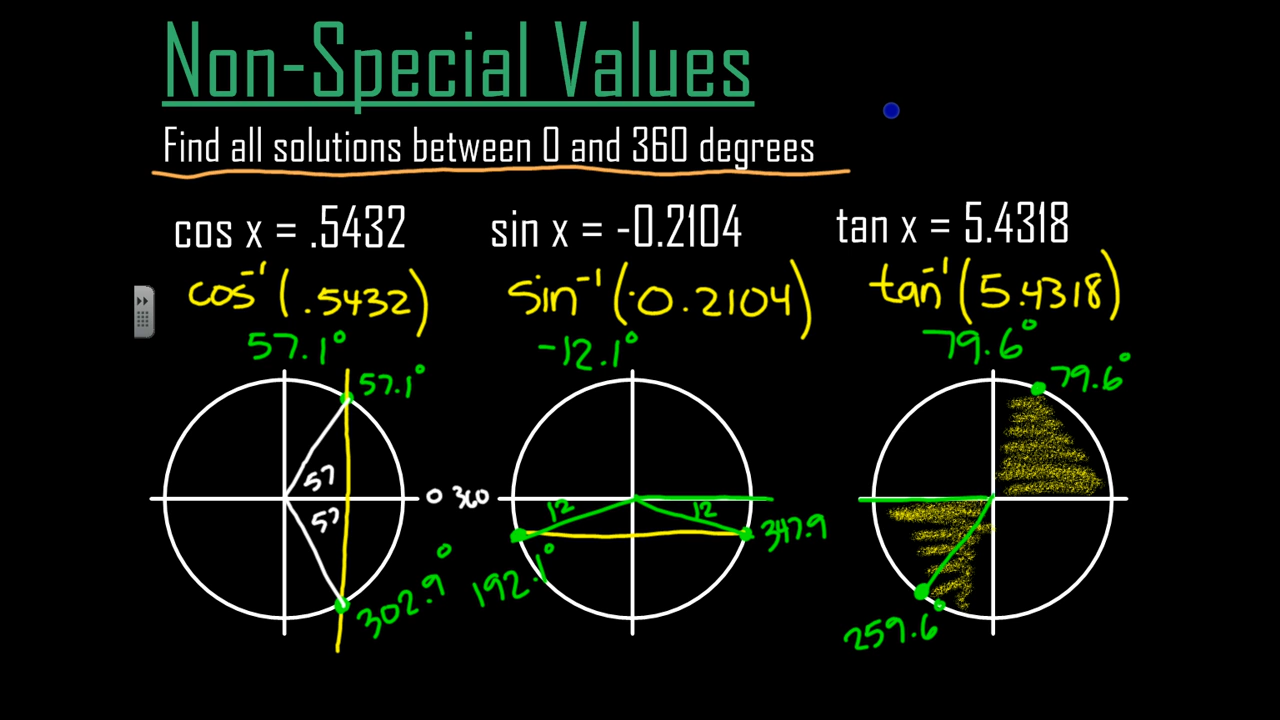 Non-Special Values
Find all solutions between 0 and 360 degrees
cos x = .5432
sin x = -0.2104
tan x = 5.4318
cos⁻¹(.5432)
sin⁻¹(-0.2104)
tan⁻¹(5.4318)
57.1°
-12.1°
79.6°
57.1°
79.6°
57
57
0 360
12
12
302.9°
192.1°
347.9
259.6